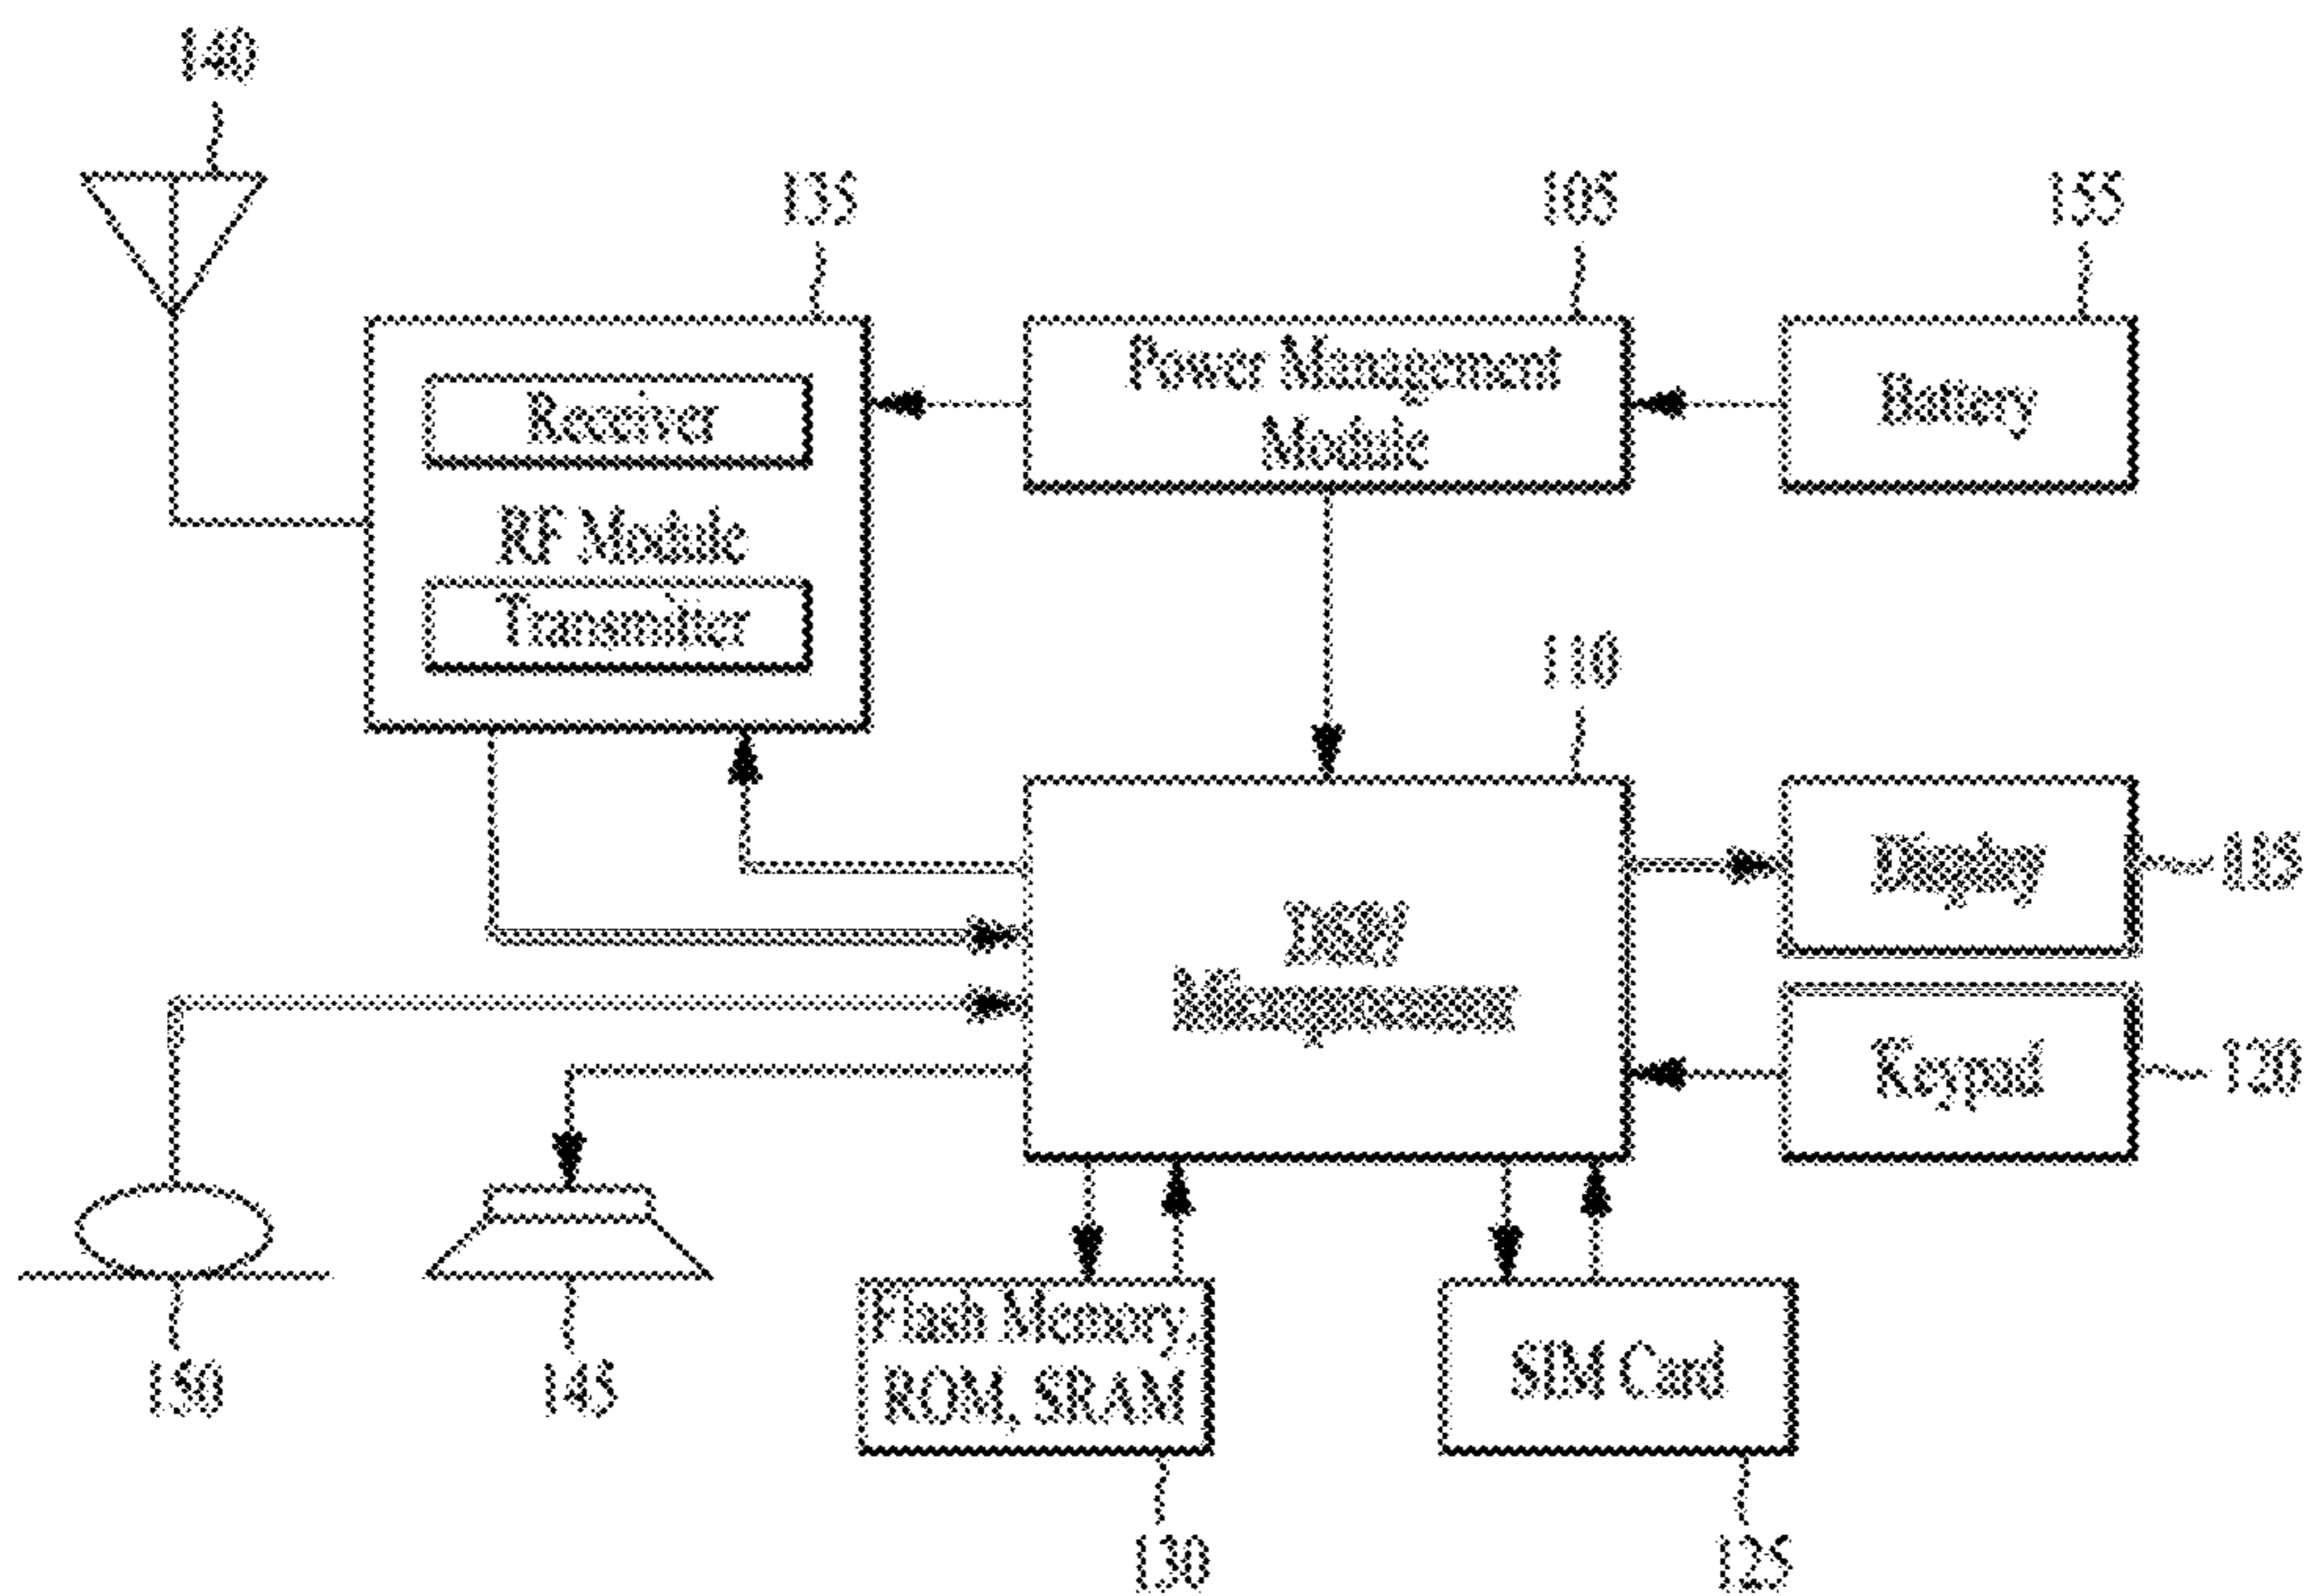 140
135
105
155
Power Management
Module
Battery
Receiver
RF Module
Transmitter
110
DSP/
Microprocessor
Display
115
Keypad
120
150
145
Flash Memory,
ROM, SRAM
SIM Card
130
125